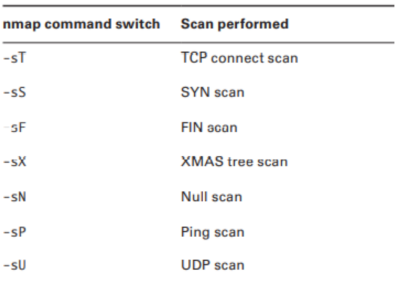 nmap command switch Scan performed
-sT TCP connect scan
-sS SYN scan
sF FIN scan
-sX XMAS tree scan
-sN Null scan
-sP Ping scan
-sU UDP scan